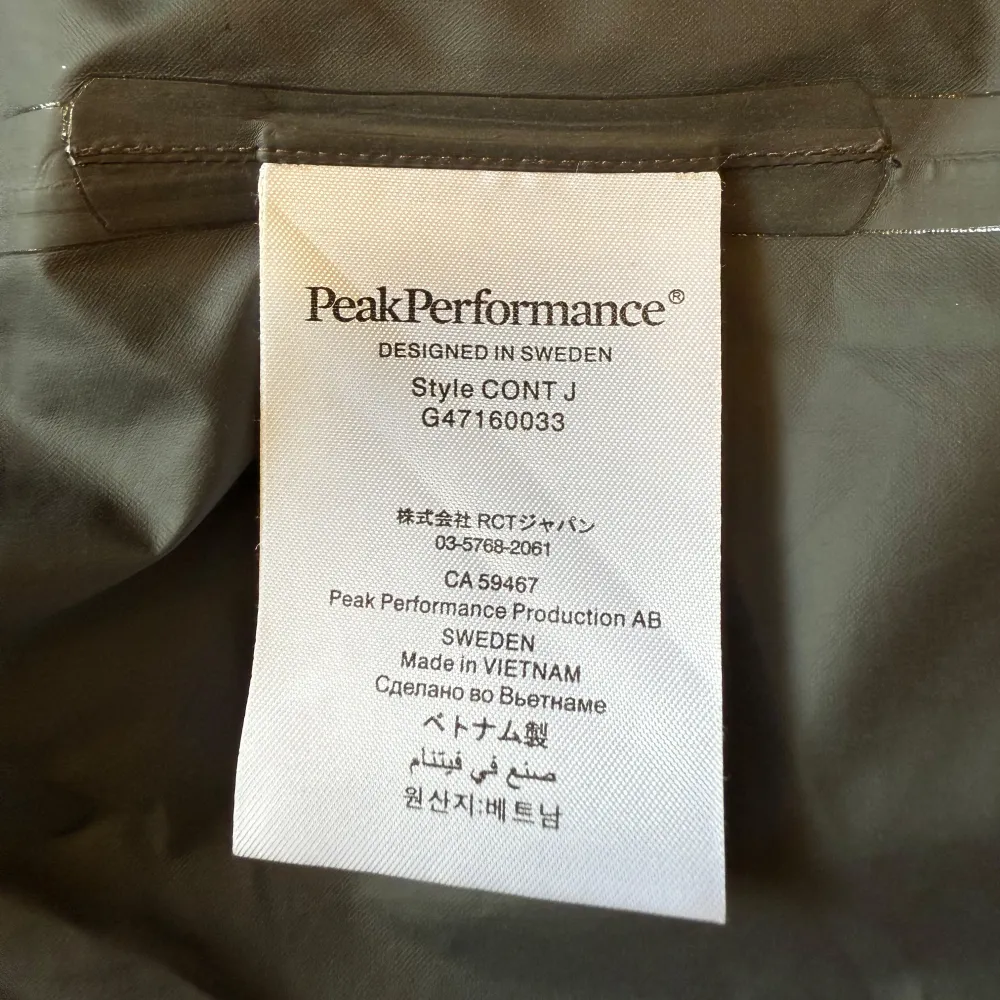 PeakPerformance®
DESIGNED IN SWEDEN
Style CONT J
G47160033
株式会社 RCTジャパン
03-5768-2061
CA 59467
Peak Performance Production AB
SWEDEN
Made in VIETNAM
Сделано во Вьетнаме
ベトナム製
صنع في فيتنام
원산지:베트남